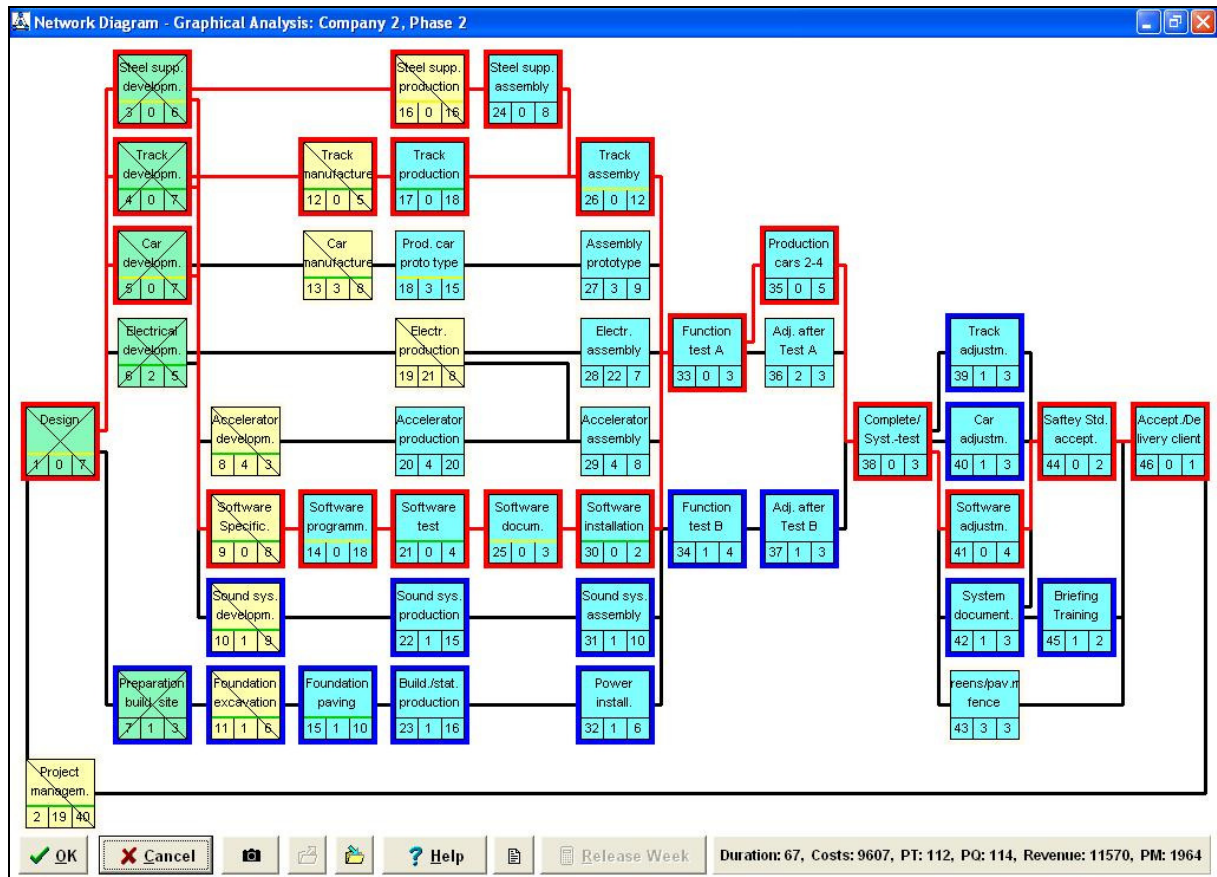 Network Diagram - Graphical Analysis: Company 2, Phase 2
Steel supp.
developm.
3 0 6
Steel supp.
production
16 0 16
Steel supp.
assembly
24 0 8
Track
developm.
4 0 7
Track
manufacture
12 0 5
Track
production
17 0 18
Track
assemby
26 0 12
Car
developm.
5 0 7
Car
manufacture
13 3 8
Prod. car
proto type
18 3 15
Assembly
prototype
27 3 9
Production
cars 2-4
35 0 5
Electrical
developm.
6 2 5
Electr.
production
19 21 8
Electr.
assembly
28 22 7
Function
test A
33 0 3
Adj. after
Test A
36 2 3
Track
adjustm.
39 1 3
Design
1 0 7
Accelerator
developm.
8 4 3
Accelerator
production
20 4 20
Accelerator
assembly
29 4 8
Complete/
Syst.-test
38 0 3
Car
adjustm.
40 1 3
Saftey Std.
accept.
44 0 2
Accept./De
livery client
46 0 1
Software
Specific.
9 0 8
Software
programm.
14 0 18
Software
test
21 0 4
Software
docum.
25 0 3
Software
installation
30 0 2
Function
test B
34 1 4
Adj. after
Test B
37 1 3
Software
adjustm.
41 0 4
Sound sys.
developm.
10 1 9
Sound sys.
production
22 1 15
Sound sys.
assembly
31 1 10
System
document.
42 1 3
Briefing
Training
45 1 2
Preparation
build. site
7 1 3
Foundation
excavation
11 1 6
Foundation
paving
15 1 10
Build./stat.
production
23 1 16
Power
install.
32 1 6
reens/pav.m
fence
43 3 3
Project
managem.
2 19 40
OK Cancel Help Release Week Duration: 67, Costs: 9607, PT: 112, PQ: 114, Revenue: 11570, PM: 1964